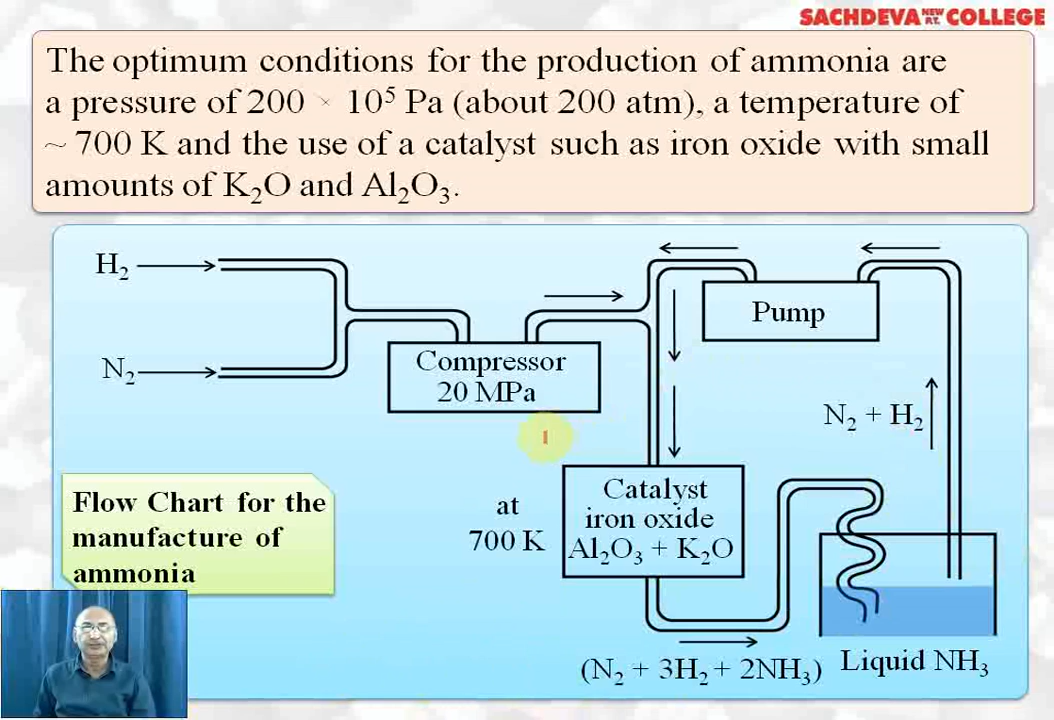 SACHDEVA NEW P.T. COLLEGE
The optimum conditions for the production of ammonia are
a pressure of 200 × 10⁵ Pa (about 200 atm), a temperature of
~ 700 K and the use of a catalyst such as iron oxide with small
amounts of K₂O and Al₂O₃.
H₂
N₂
Compressor
20 MPa
Pump
N₂ + H₂
at
700 K
Catalyst
iron oxide
Al₂O₃ + K₂O
Flow Chart for the
manufacture of
ammonia
(N₂ + 3H₂ + 2NH₃)
Liquid NH₃